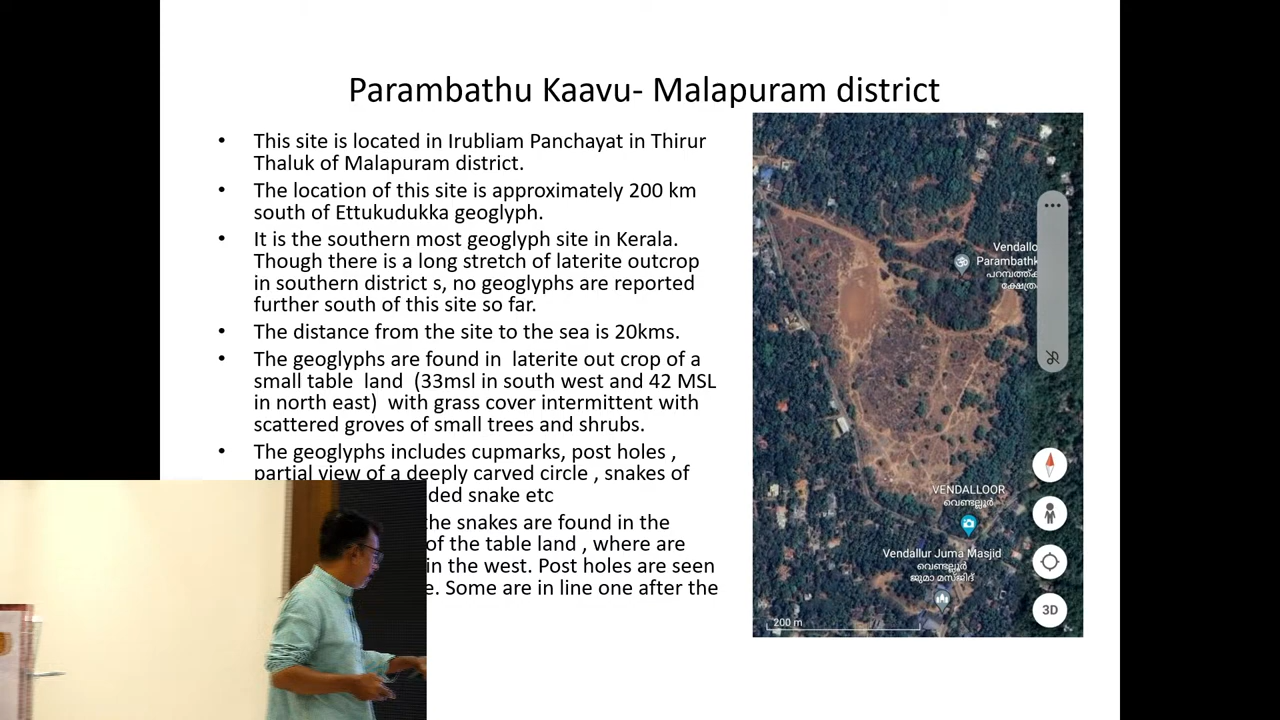 Parambathu Kaavu- Malapuram district
• This site is located in Irubliam Panchayat in Thirur
Thaluk of Malapuram district.
• The location of this site is approximately 200 km
south of Ettukudukka geoglyph.
• It is the southern most geoglyph site in Kerala.
Though there is a long stretch of laterite outcrop
in southern district s, no geoglyphs are reported
further south of this site so far.
• The distance from the site to the sea is 20kms.
• The geoglyphs are found in laterite out crop of a
small table land (33msl in south west and 42 MSL
in north east) with grass cover intermittent with
scattered groves of small trees and shrubs.
• The geoglyphs includes cupmarks, post holes ,
partial view of a deeply carved circle , snakes of
ded snake etc
the snakes are found in the
of the table land , where are
in the west. Post holes are seen
e. Some are in line one after the
Vendallo
Parambathk
പറമ്പത്ത്ക
ക്ഷേത്ര
VENDALLOOR
വെണ്ടല്ലൂർ
Vendallur Juma Masjid
വെണ്ടല്ലൂർ
ജുമാ മസ്ജിദ്
3D
200 m